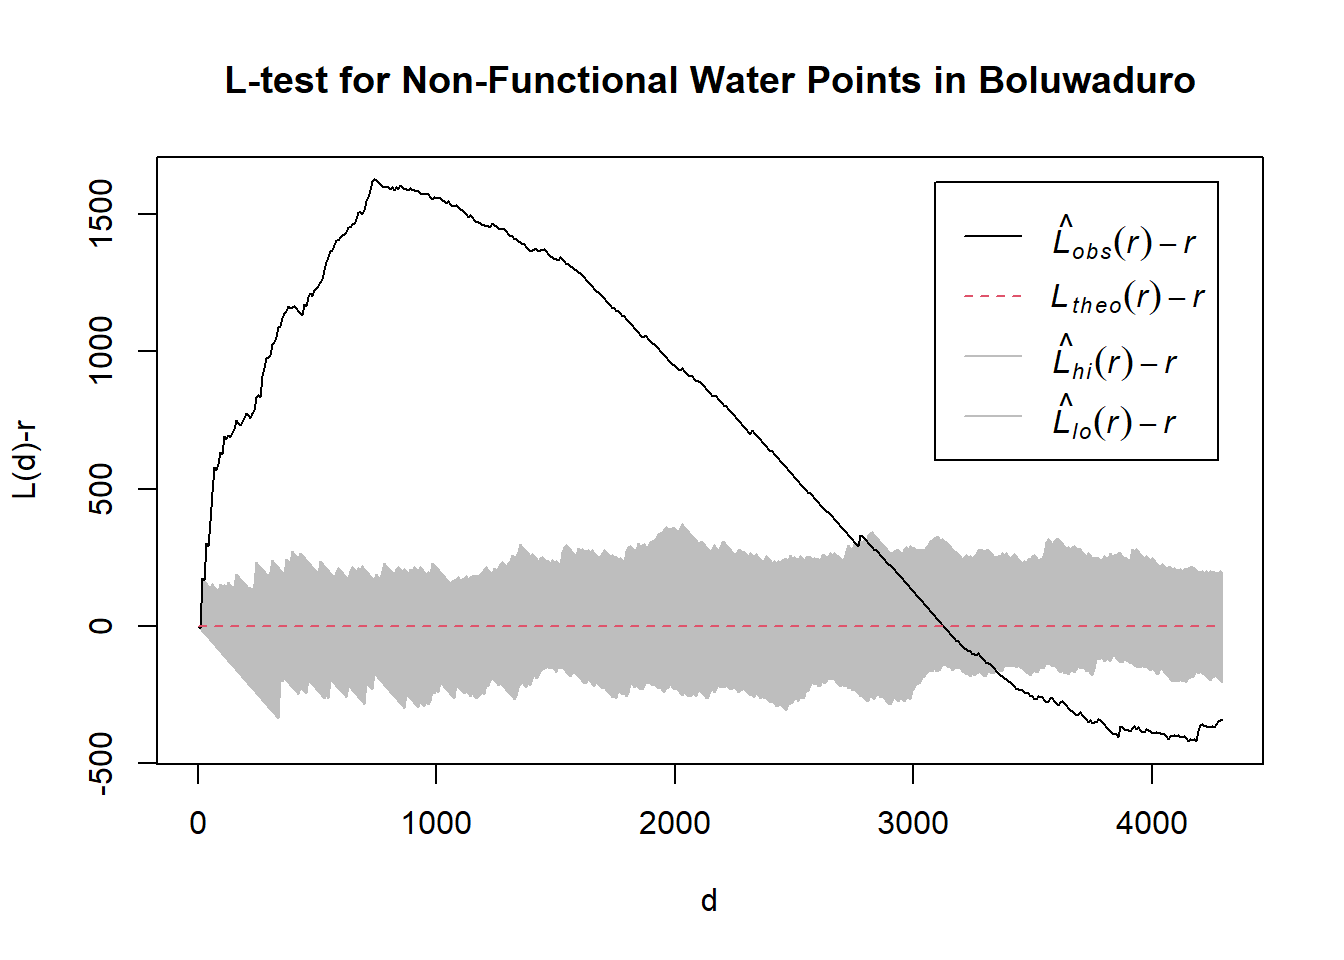 L-test for Non-Functional Water Points in Boluwaduro
L(d)-r
1500
1000
500
0
-500
L̂obs(r) – r
Ltheo(r) – r
L̂hi(r) – r
L̂lo(r) – r
0 1000 2000 3000 4000
d